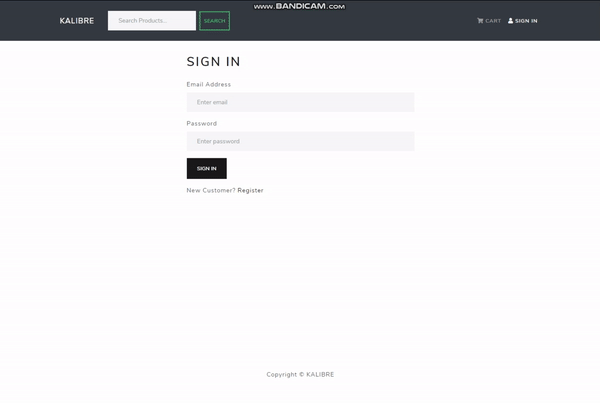 www.BANDICAM.com
KALIBRE Search Products... SEARCH CART SIGN IN
SIGN IN
Email Address
Enter email
Password
Enter password
SIGN IN
New Customer? Register
Copyright © KALIBRE